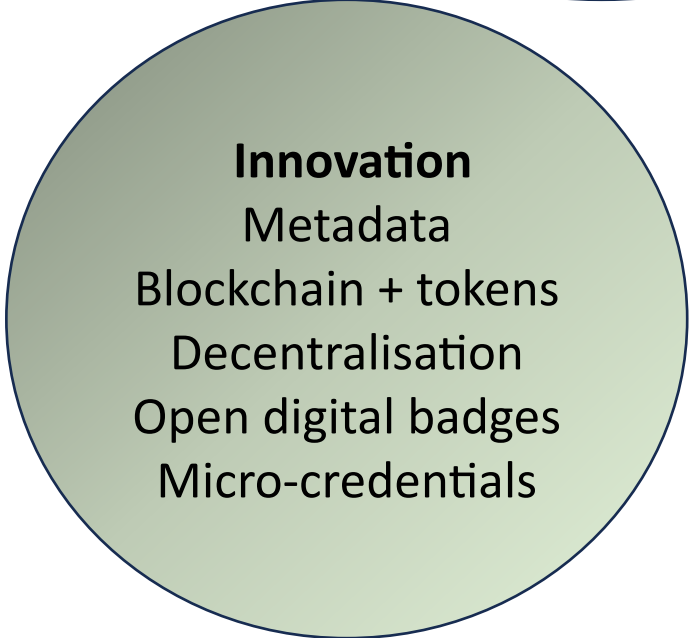 Innovation
Metadata
Blockchain + tokens
Decentralisation
Open digital badges
Micro-credentials